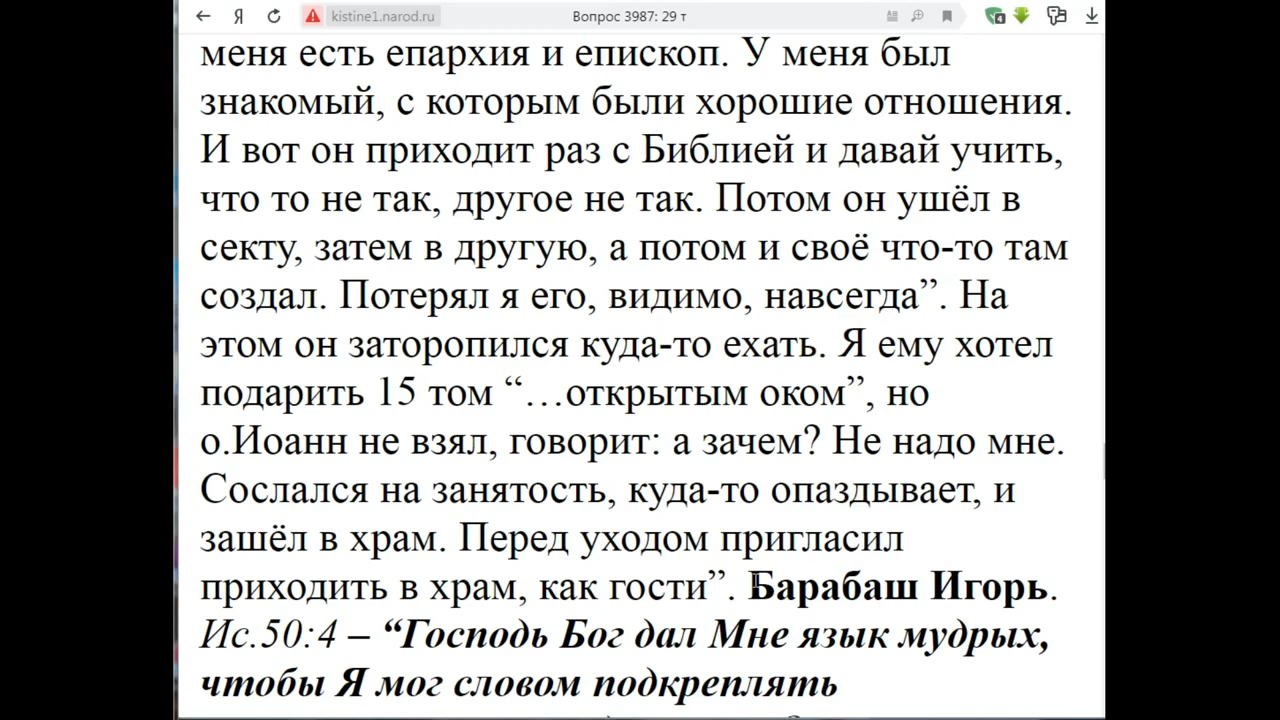 kistine1.narod.ru
Вопрос 3987: 29 т
4
меня есть епархия и епископ. У меня был
знакомый, с которым были хорошие отношения.
И вот он приходит раз с Библией и давай учить,
что то не так, другое не так. Потом он ушёл в
секту, затем в другую, а потом и своё что-то там
создал. Потерял я его, видимо, навсегда”. На
этом он заторопился куда-то ехать. Я ему хотел
подарить 15 том “…открытым оком”, но
о.Иоанн не взял, говорит: а зачем? Не надо мне.
Сослался на занятость, куда-то опаздывает, и
зашёл в храм. Перед уходом пригласил
приходить в храм, как гости”. Барабаш Игорь.
Ис.50:4 – “Господь Бог дал Мне язык мудрых,
чтобы Я мог словом подкреплять